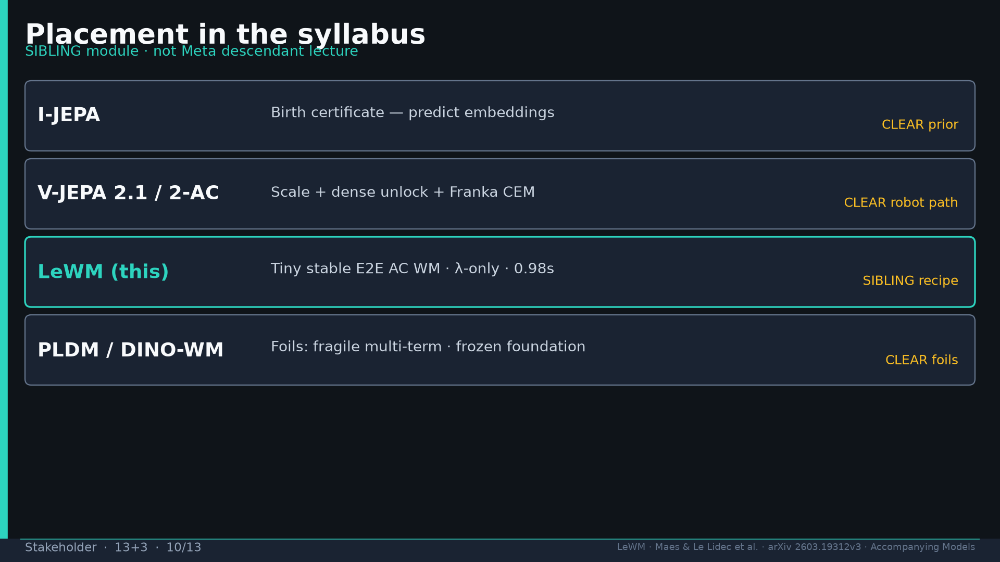 Placement in the syllabus
SIBLING module · not Meta descendant lecture
I-JEPA
Birth certificate — predict embeddings
CLEAR prior
V-JEPA 2.1 / 2-AC
Scale + dense unlock + Franka CEM
CLEAR robot path
LeWM (this)
Tiny stable E2E AC WM · λ-only · 0.98s
SIBLING recipe
PLDM / DINO-WM
Foils: fragile multi-term · frozen foundation
CLEAR foils
Stakeholder · 13+3 · 10/13
LeWM · Maes & Le Lidec et al. · arXiv 2603.19312v3 · Accompanying Models